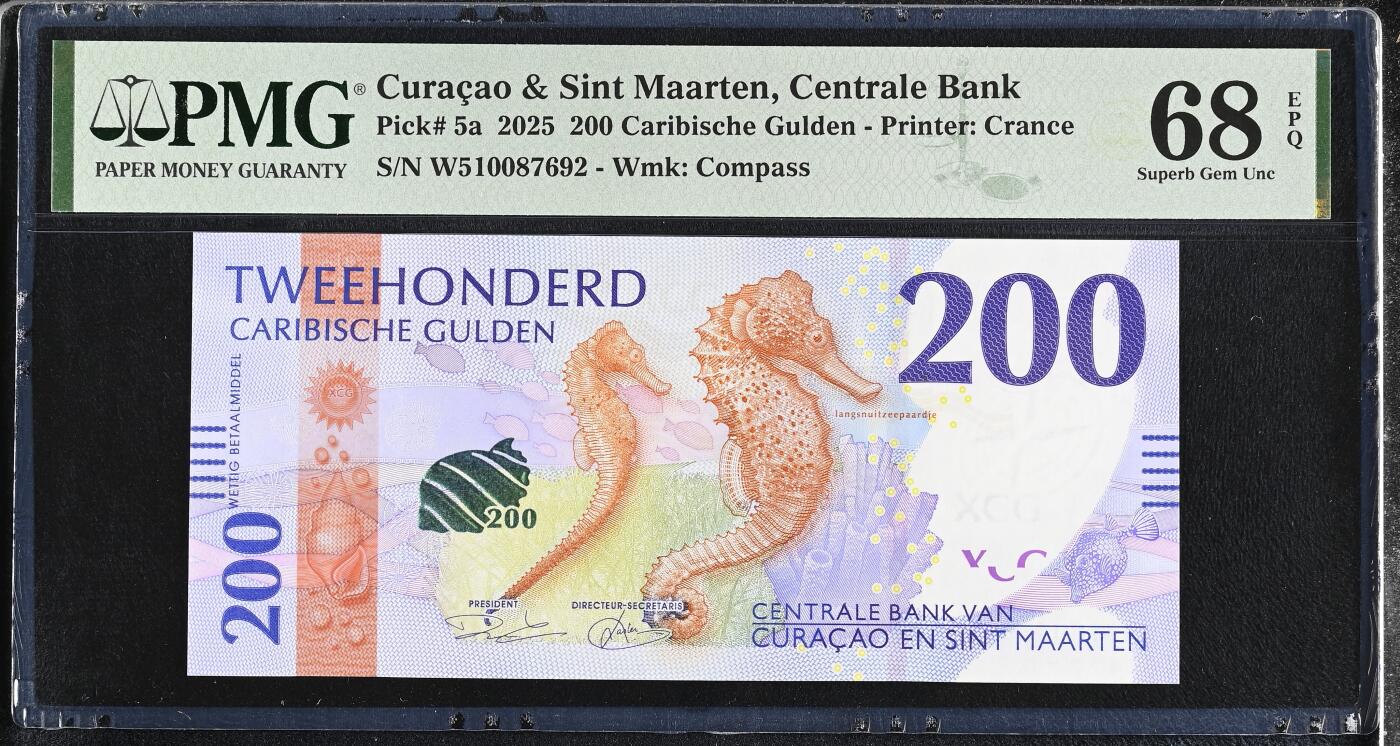 PMG®
PAPER MONEY GUARANTY
Curaçao & Sint Maarten, Centrale Bank
Pick# 5a 2025 200 Caribische Gulden - Printer: Crance
S/N W510087692 - Wmk: Compass
68
EPQ
Superb Gem Unc
TWEEHONDERD
CARIBISCHE GULDEN
200
WETTIG BETAALMIDDEL
XCG
langsnuitzeepaardje
200
200
PRESIDENT
DIRECTEUR-SECRETARIS
CENTRALE BANK VAN
CURAÇAO EN SINT MAARTEN